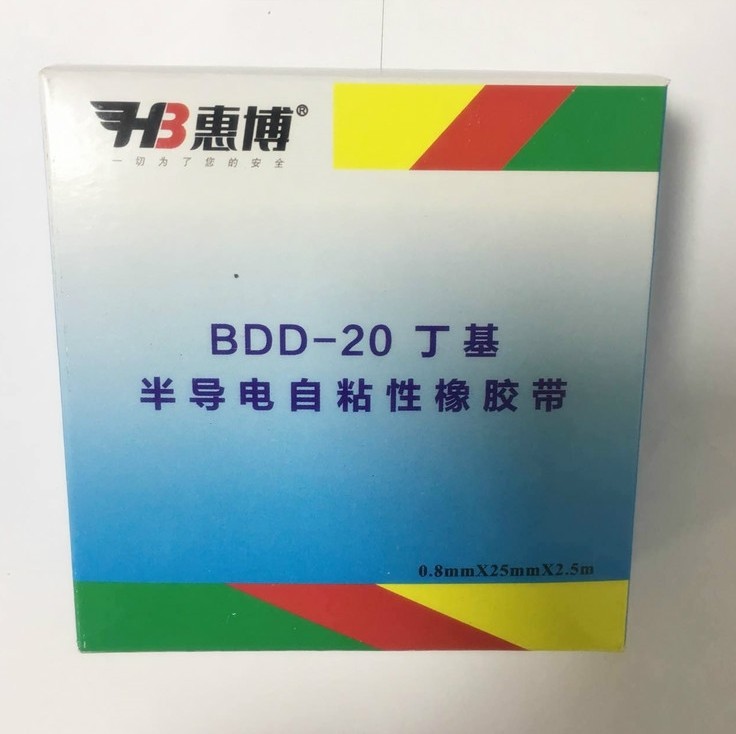 HB惠博®
一切为了您的安全
BDD-20 丁基
半导电自粘性橡胶带
0.8mmX25mmX2.5m